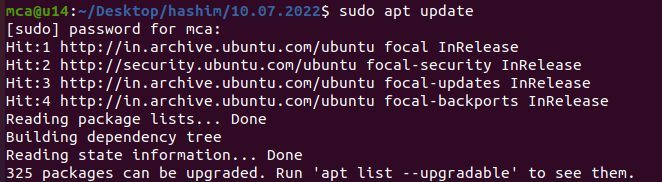 mca@u14:~/Desktop/hashim/10.07.2022$ sudo apt update
[sudo] password for mca:
Hit:1 http://in.archive.ubuntu.com/ubuntu focal InRelease
Hit:2 http://security.ubuntu.com/ubuntu focal-security InRelease
Hit:3 http://in.archive.ubuntu.com/ubuntu focal-updates InRelease
Hit:4 http://in.archive.ubuntu.com/ubuntu focal-backports InRelease
Reading package lists... Done
Building dependency tree
Reading state information... Done
325 packages can be upgraded. Run 'apt list --upgradable' to see them.